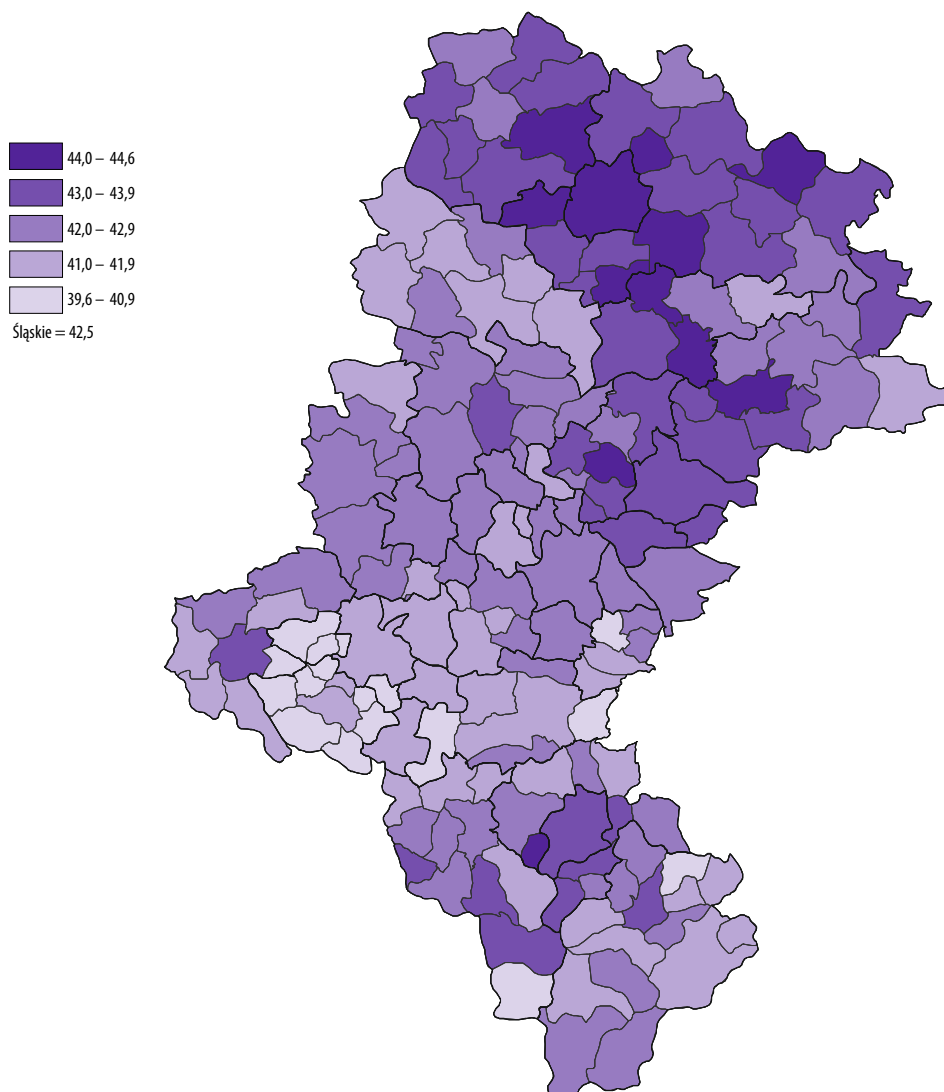 44,0 – 44,6
43,0 – 43,9
42,0 – 42,9
41,0 – 41,9
39,6 – 40,9
Śląskie = 42,5